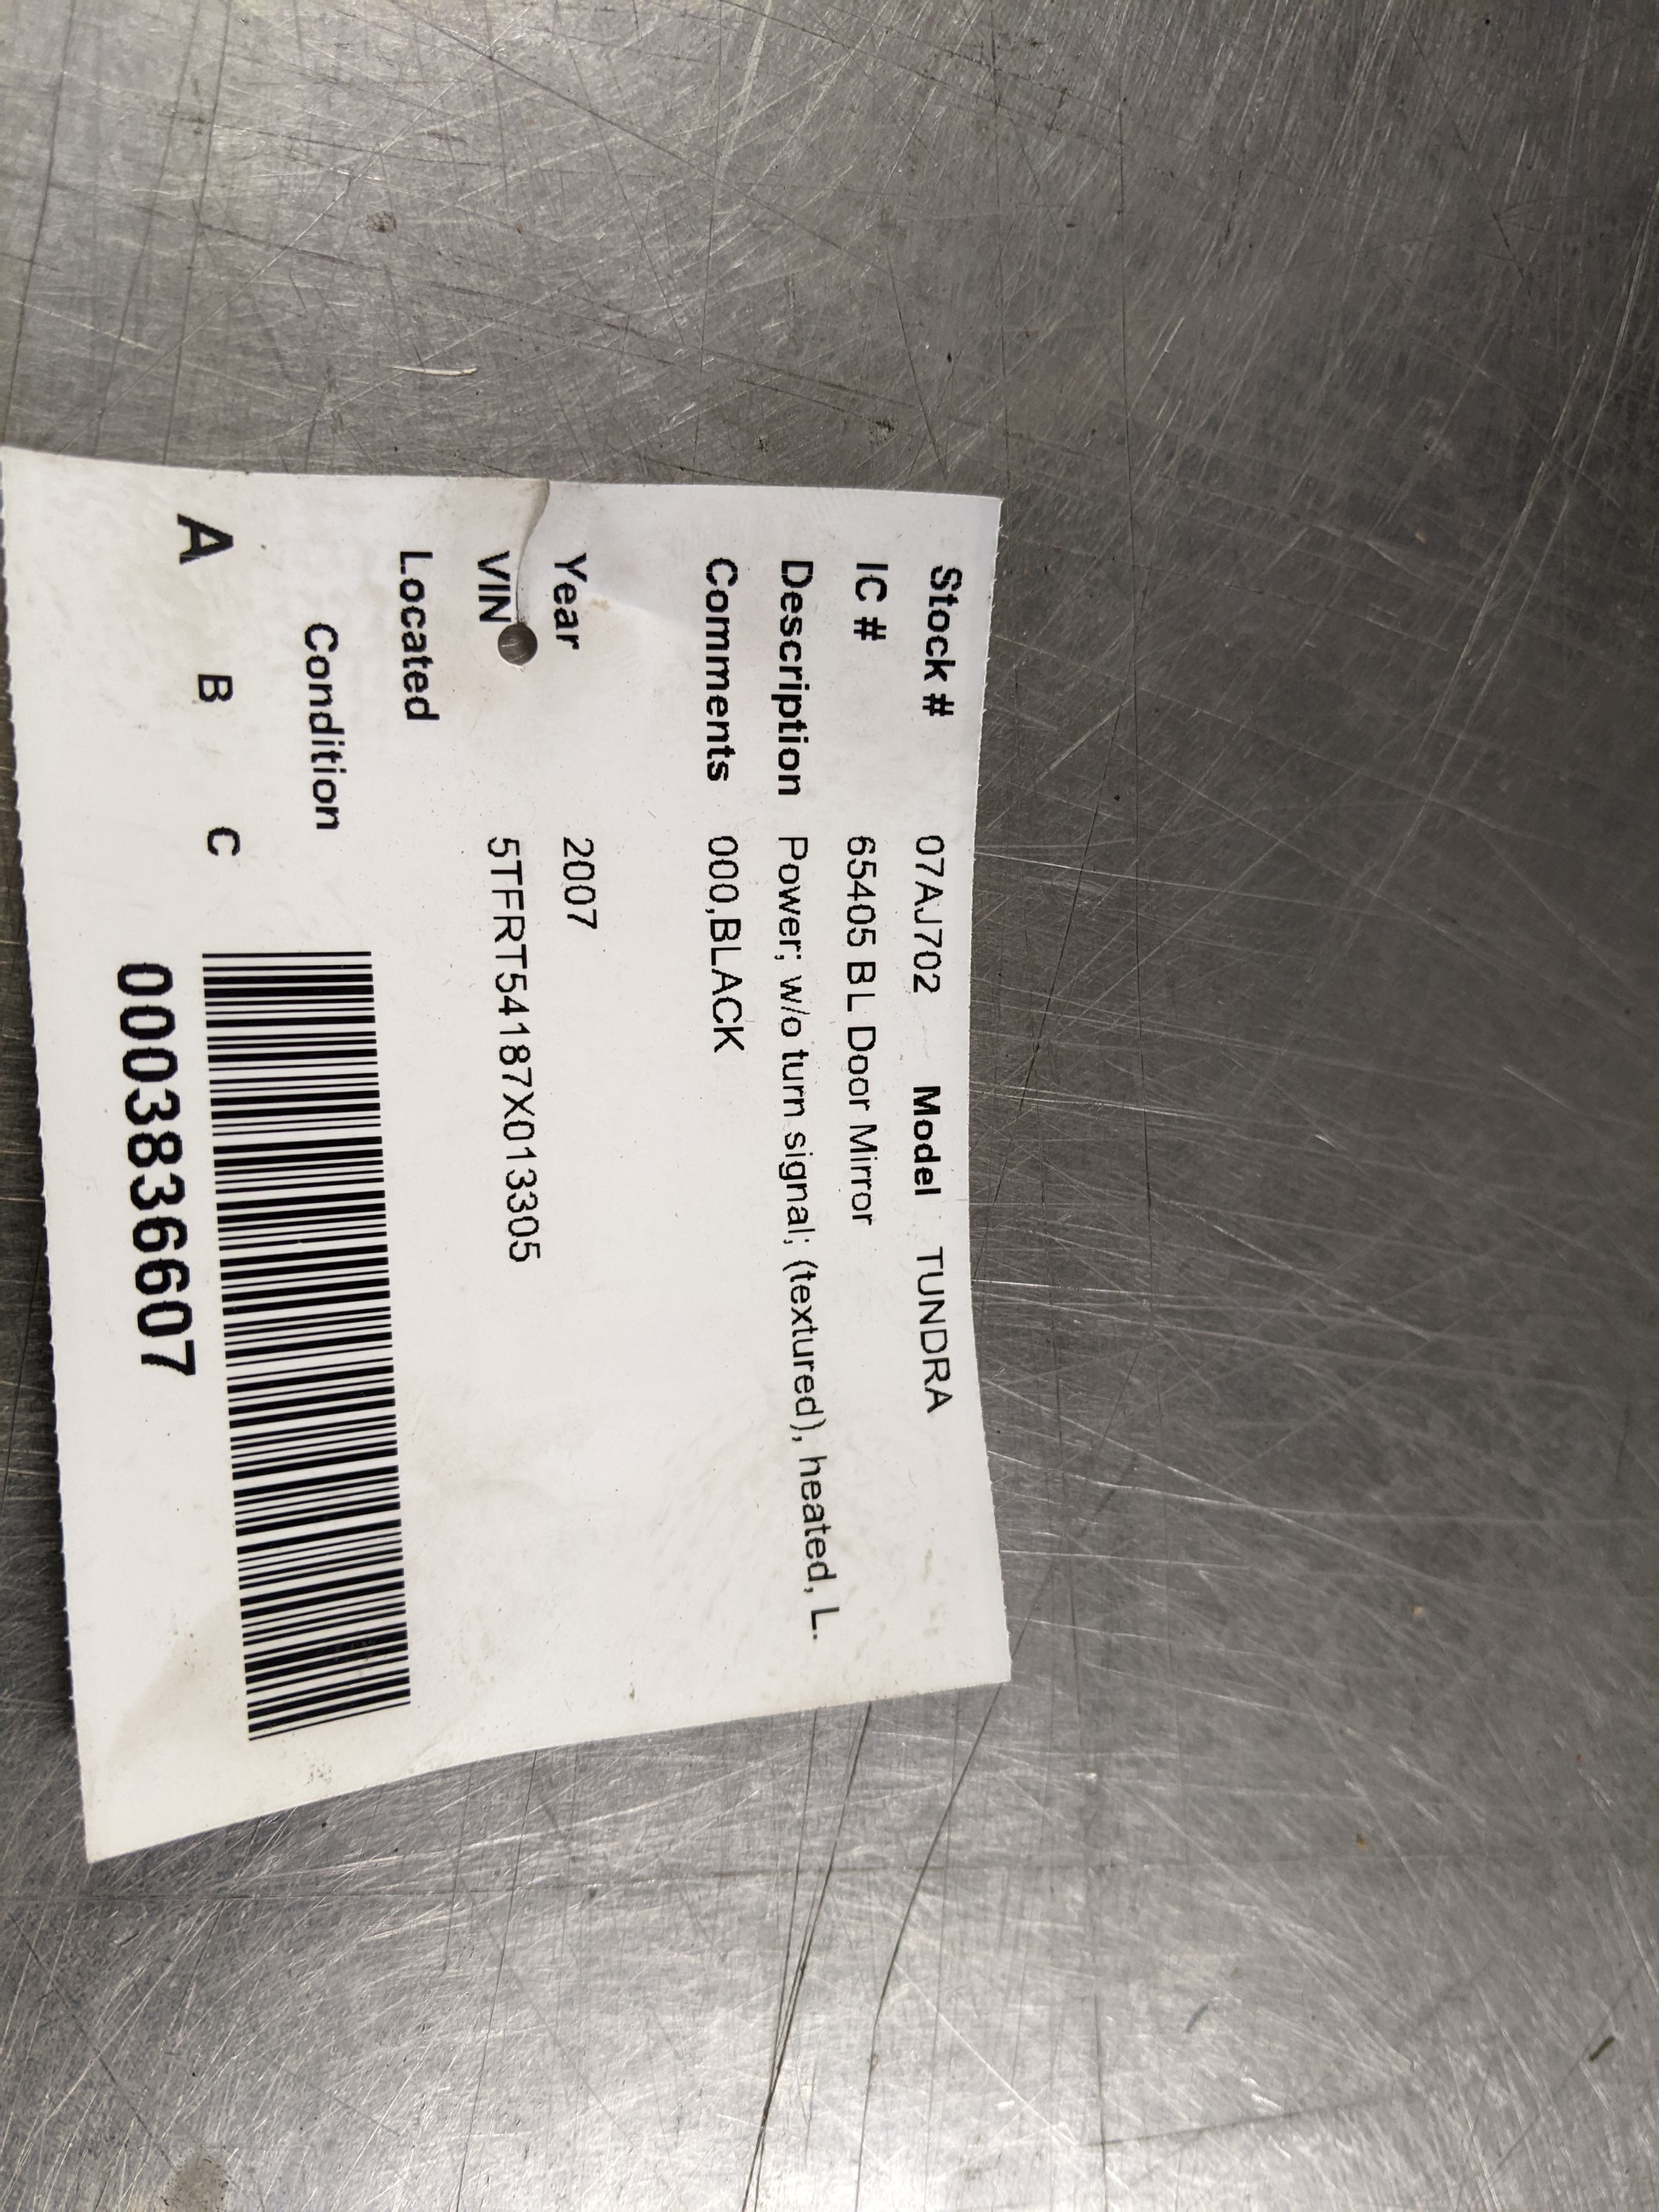 Stock # 07AJ702 Model TUNDRA
IC # 65405 BL Door Mirror
Description Power; w/o turn signal; (textured), heated, L.
Comments 000,BLACK
Year 2007
VIN 5TFRT54187X013305
Located
Condition
A B C
0003836607